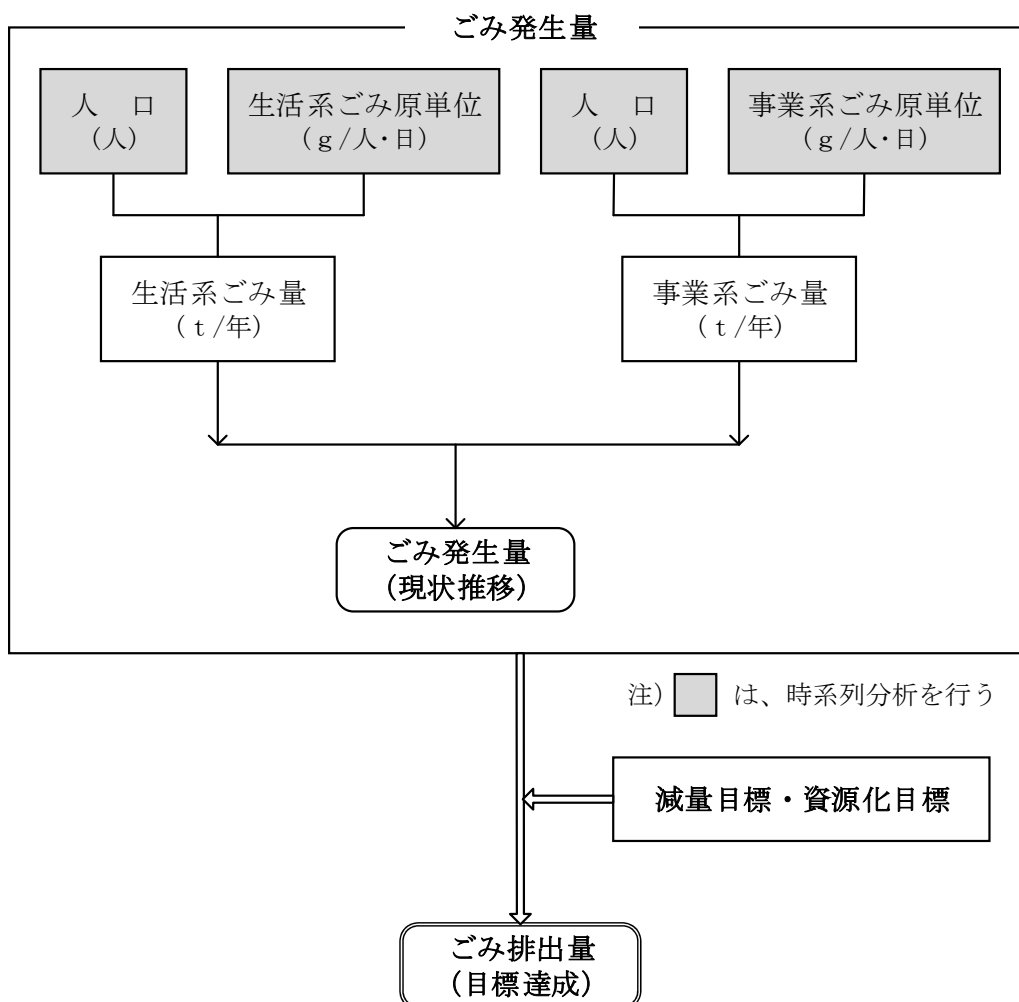 ごみ発生量
人　口
(人)
生活系ごみ原単位
(ｇ/人・日)
人　口
(人)
事業系ごみ原単位
(ｇ/人・日)
生活系ごみ量
(ｔ/年)
事業系ごみ量
(ｔ/年)
ごみ発生量
(現状推移)
注)　　は、時系列分析を行う
減量目標・資源化目標
ごみ排出量
(目標達成)